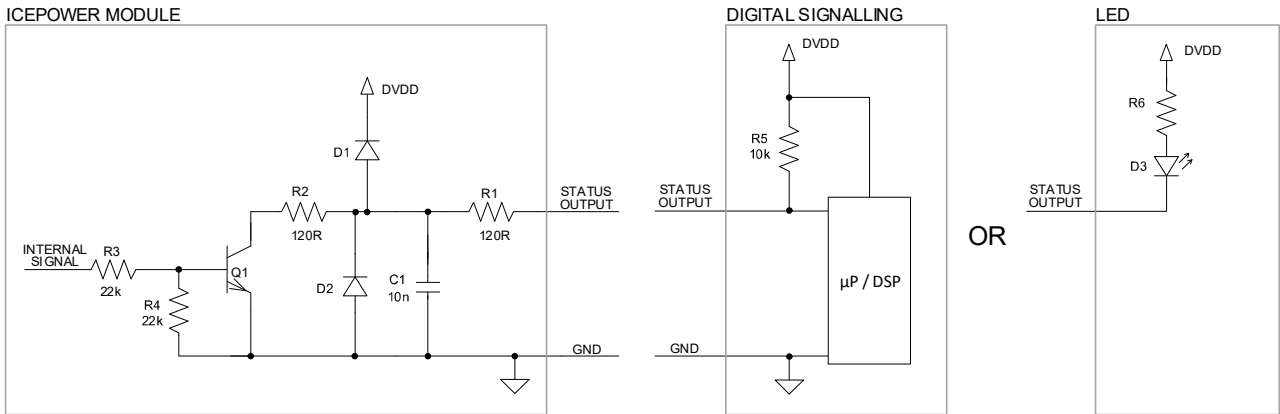 ICEPOWER MODULE
DVDD
D1
R2
120R
R1
120R
STATUS
OUTPUT
INTERNAL
SIGNAL
R3
22k
Q1
R4
22k
D2
C1
10n
GND
DIGITAL SIGNALLING
DVDD
R5
10k
STATUS
OUTPUT
µP / DSP
GND
OR
LED
DVDD
R6
D3
STATUS
OUTPUT